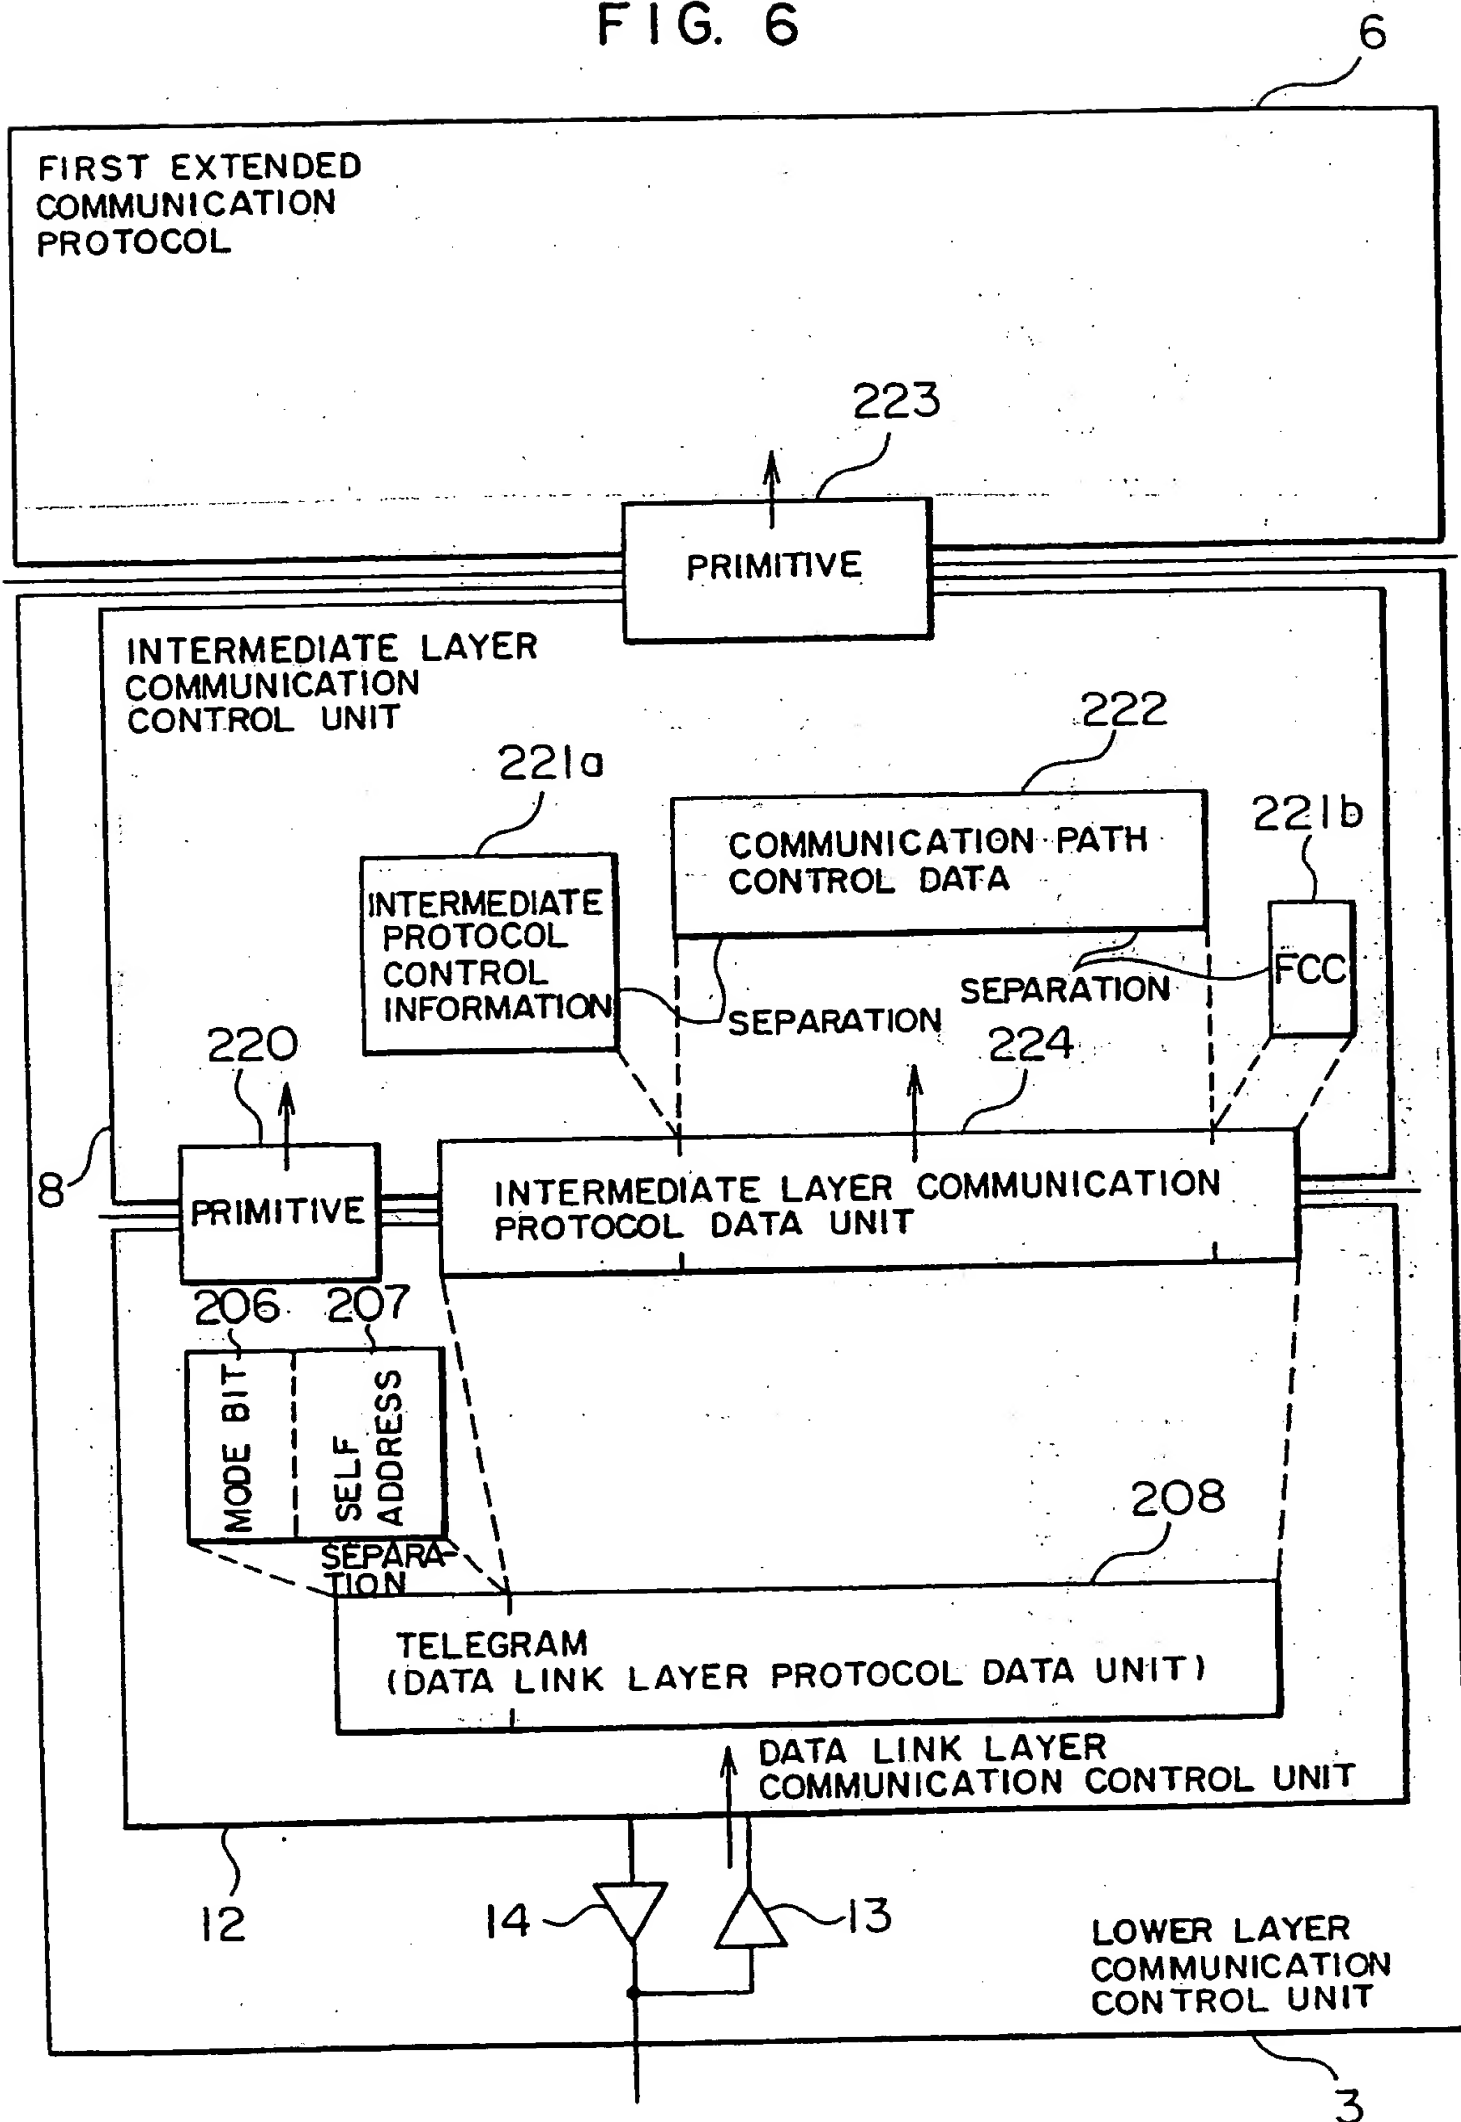 FIG. 6
6
FIRST EXTENDED
COMMUNICATION
PROTOCOL
223
PRIMITIVE
INTERMEDIATE LAYER
COMMUNICATION
CONTROL UNIT
222
221a
221b
COMMUNICATION PATH
CONTROL DATA
INTERMEDIATE
PROTOCOL
CONTROL
INFORMATION
FCC
SEPARATION
SEPARATION
220
224
8
PRIMITIVE
INTERMEDIATE LAYER COMMUNICATION
PROTOCOL DATA UNIT
206
207
MODE BIT
SELF
ADDRESS
208
SEPARA-
TION
TELEGRAM
(DATA LINK LAYER PROTOCOL DATA UNIT)
DATA LINK LAYER
COMMUNICATION CONTROL UNIT
12
14
13
LOWER LAYER
COMMUNICATION
CONTROL UNIT
3